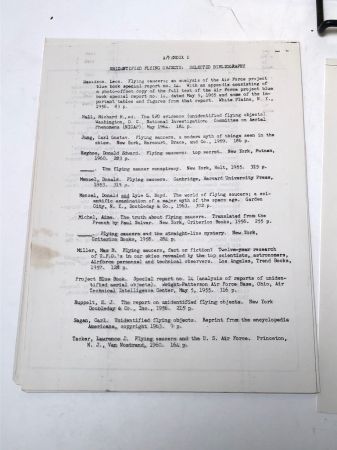 APPENDIX I
UNIDENTIFIED FLYING OBJECTS: SELECTED BIBLIOGRAPHY
Davidson, Leon. Flying saucers: an analysis of the Air Force project
blue book special report no. 14. With an appendix consisting of
a photo-offset copy of the full text of the Air Force project blue
book special report no. 14, dated May 5, 1955 and some of the im-
portant tables and figures from that report. White Plains, N. Y.,
1956. 83 p.
Hall, Richard H., ed. The UFO evidence (unidentified flying objects)
Washington, D. C., National Investigations Committee on Aerial
Phenomena (NICAP), May 1964. 184 p.
Jung, Carl Gustav. Flying saucers, a modern myth of things seen in the
skies. New York, Harcourt, Brace, and Co., 1959. 186 p.
Keyhoe, Donald Edward. Flying saucers: top secret. New York, Putnam,
1960. 283 p.
_____. The flying saucer conspiracy. New York, Holt, 1955. 315 p.
Menzel, Donald. Flying saucers. Cambridge, Harvard University Press,
1953. 319 p.
Menzel, Donald and Lyle G. Boyd. The world of flying saucers; a sci-
entific examination of a major myth of the space age. Garden
City, N. Y., Doubleday & Co., 1963. 302 p.
Michel, Aime. The truth about flying saucers. Translated from the
French by Paul Selver. New York, Criterion Books, 1956. 255 p.
_____. Flying saucers and the straight-line mystery. New York,
Criterion Books, 1958. 284 p.
Miller, Max B. Flying saucers, fact or fiction? Twelve-year research
of U.F.O.'s in our skies revealed by the top scientists, astronomers,
Airforce personnel and technical observers. Los Angeles, Trend Books,
1957. 128 p.
Project Blue Book. Special report no. 14 (analysis of reports of uniden-
tified aerial objects). Wright-Patterson Air Force Base, Ohio, Air
Technical Intelligence Center, May 5, 1955. 316 p.
Ruppelt, E. J. The report on unidentified flying objects. New York
Doubleday & Co., Inc., 1956. 315 p.
Sagan, Carl. Unidentified flying objects. Reprint from the encyclopedia
Americana, copyright 1963. 9 p.
Tacker, Lawrence J. Flying saucers and the U. S. Air Force. Princeton,
N. J., Van Nostrand, 1960. 164 p.